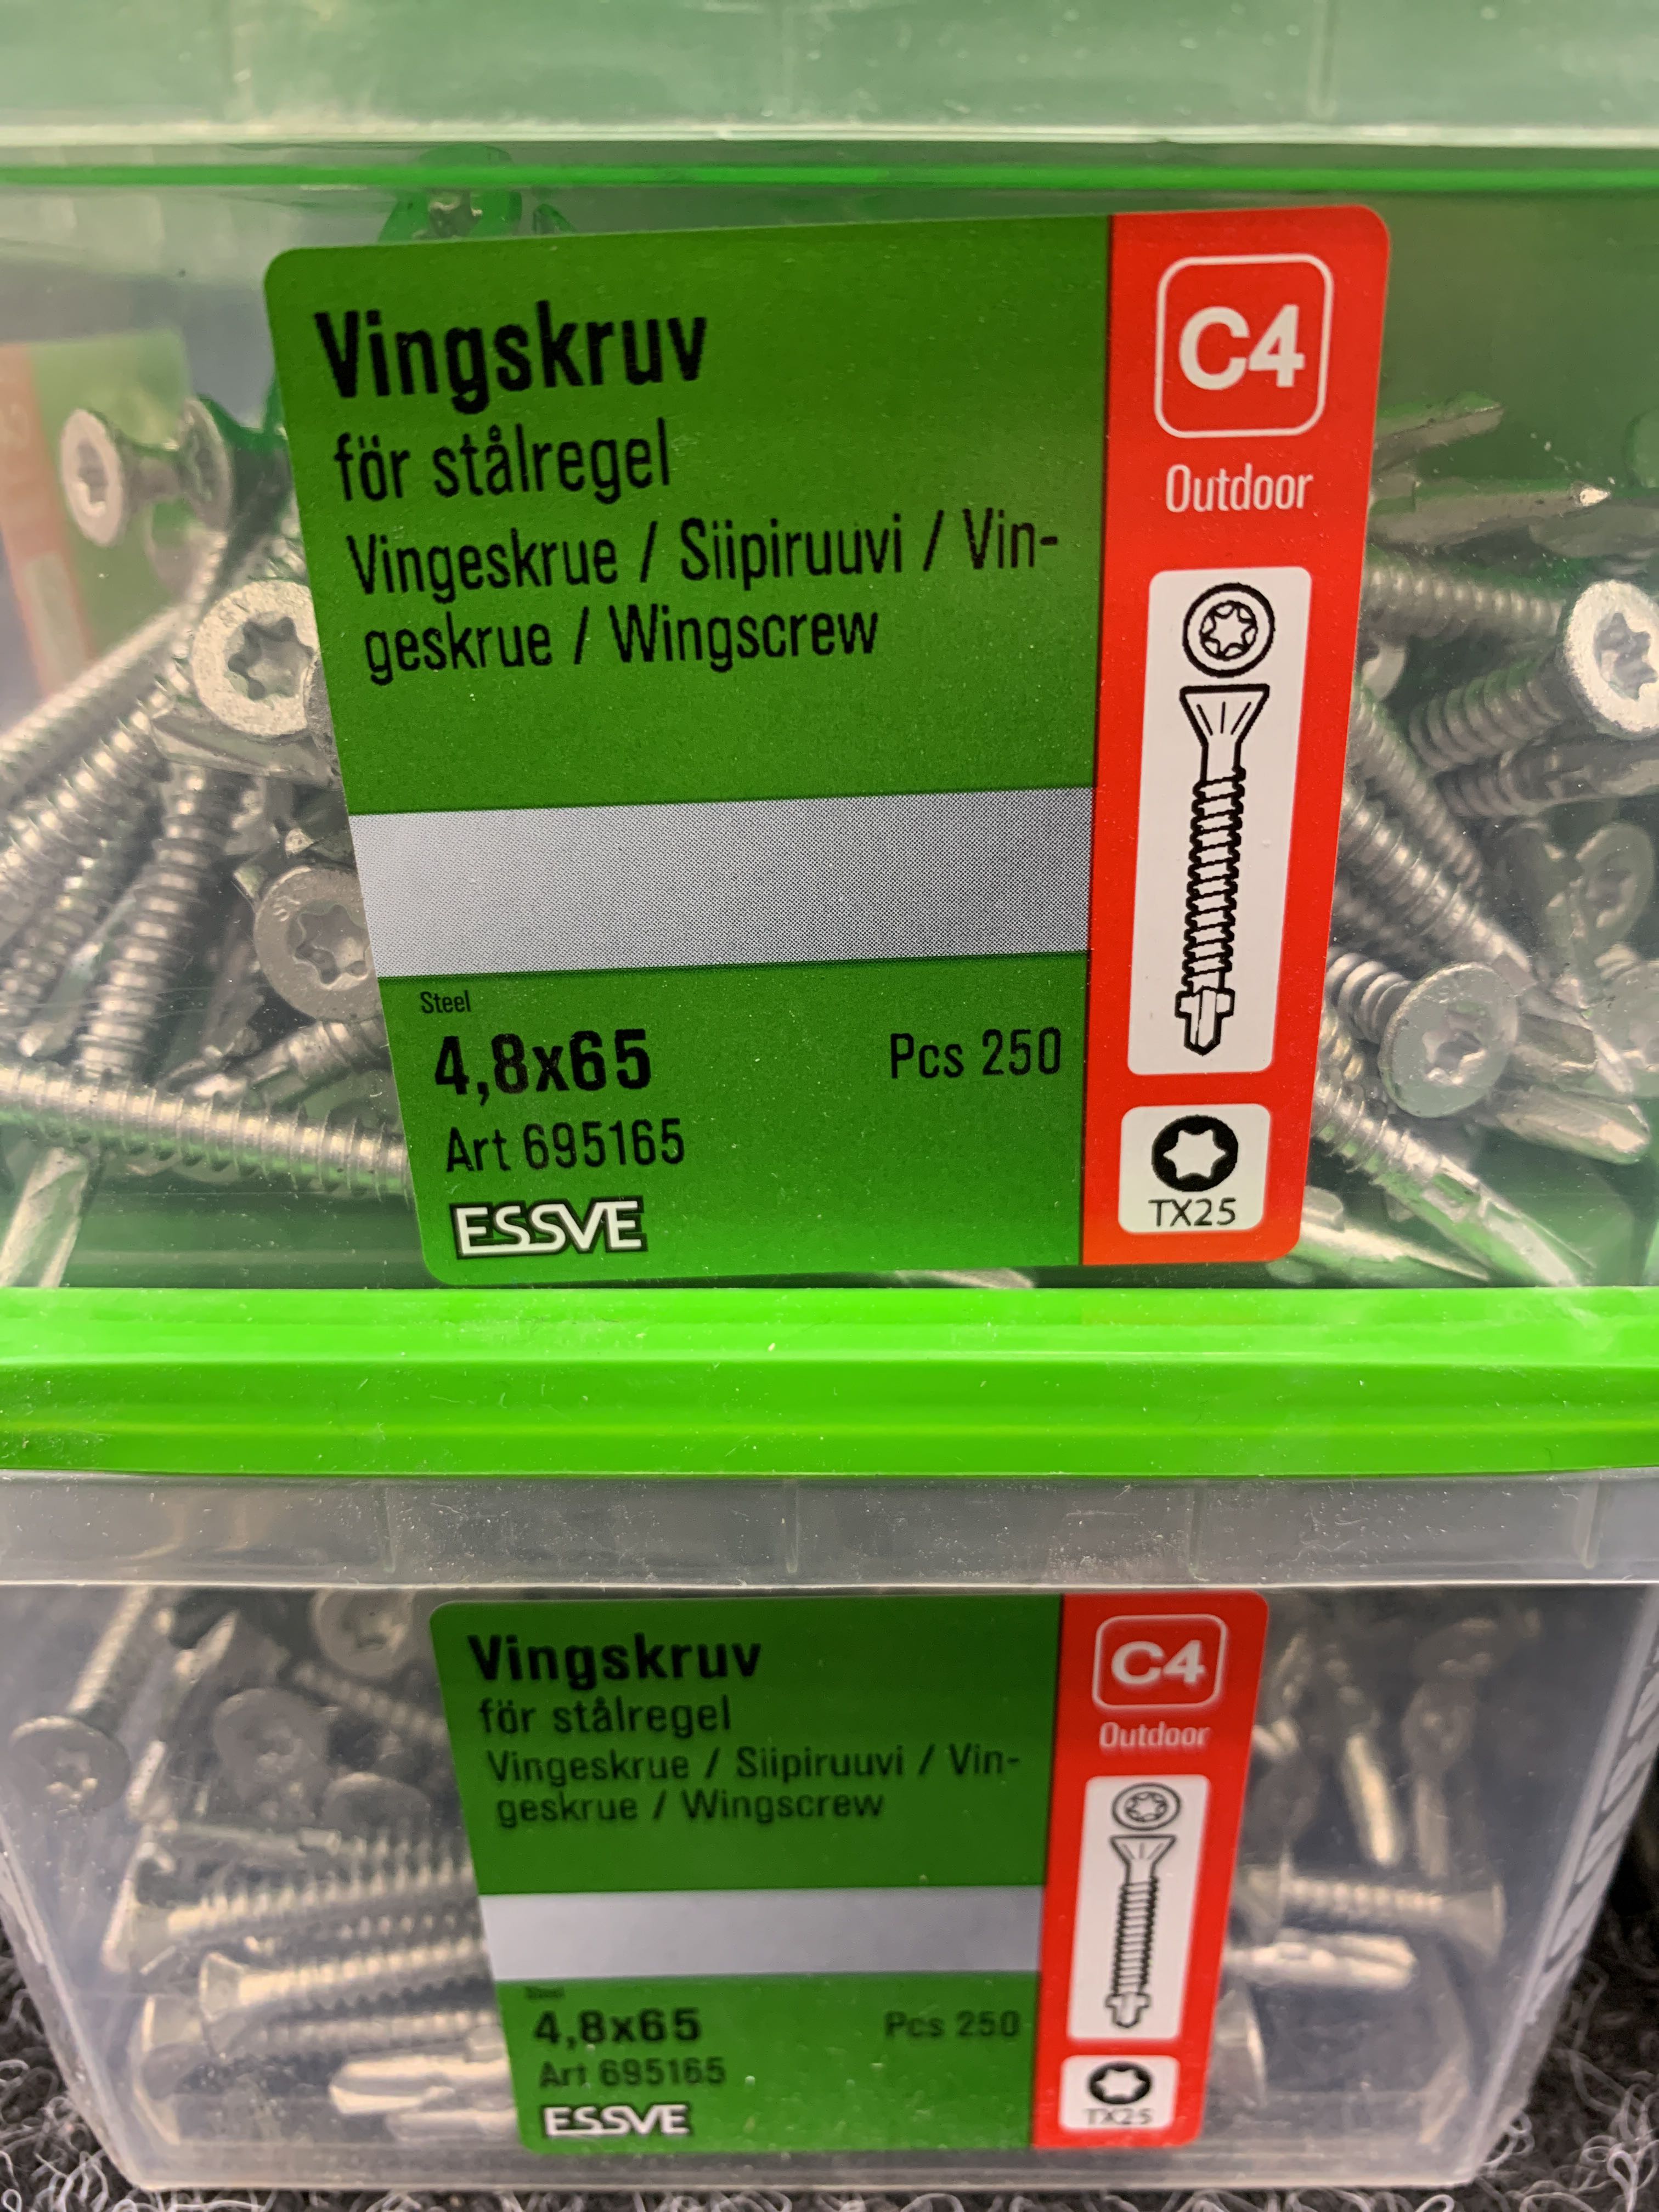 Vingskruv
för stålregel
Vingeskrue / Siipiruuvi / Vin-
geskrue / Wingscrew
Steel
4,8x65
Pcs 250
Art 695165
ESSVE
C4
Outdoor
TX25
Vingskruv
för stålregel
Vingeskrue / Siipiruuvi / Vin-
geskrue / Wingscrew
Steel
4,8x65
Pcs 250
Art 695165
ESSVE
C4
Outdoor
TX25